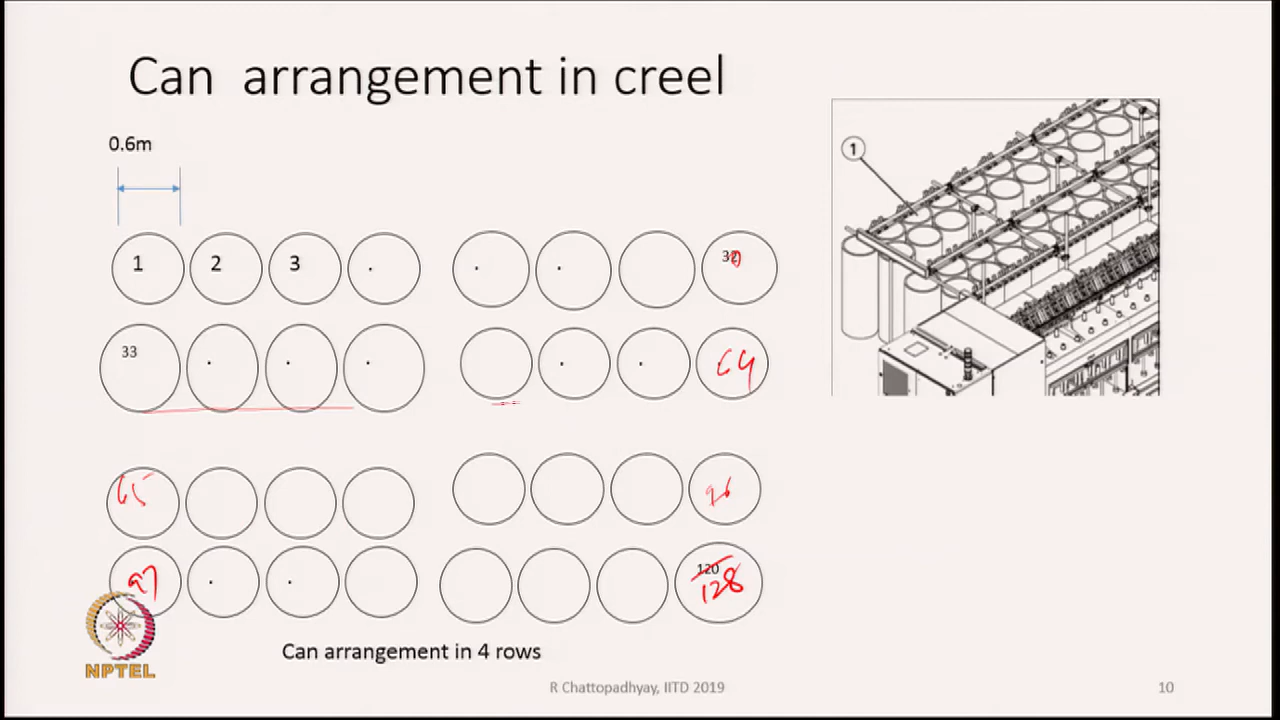 Can arrangement in creel
0.6m
1
1 2 3 . . . 32
33 . . . . . 64
65 96
97 . . 120
128
NPTEL
Can arrangement in 4 rows
R Chattopadhyay, IITD 2019
10